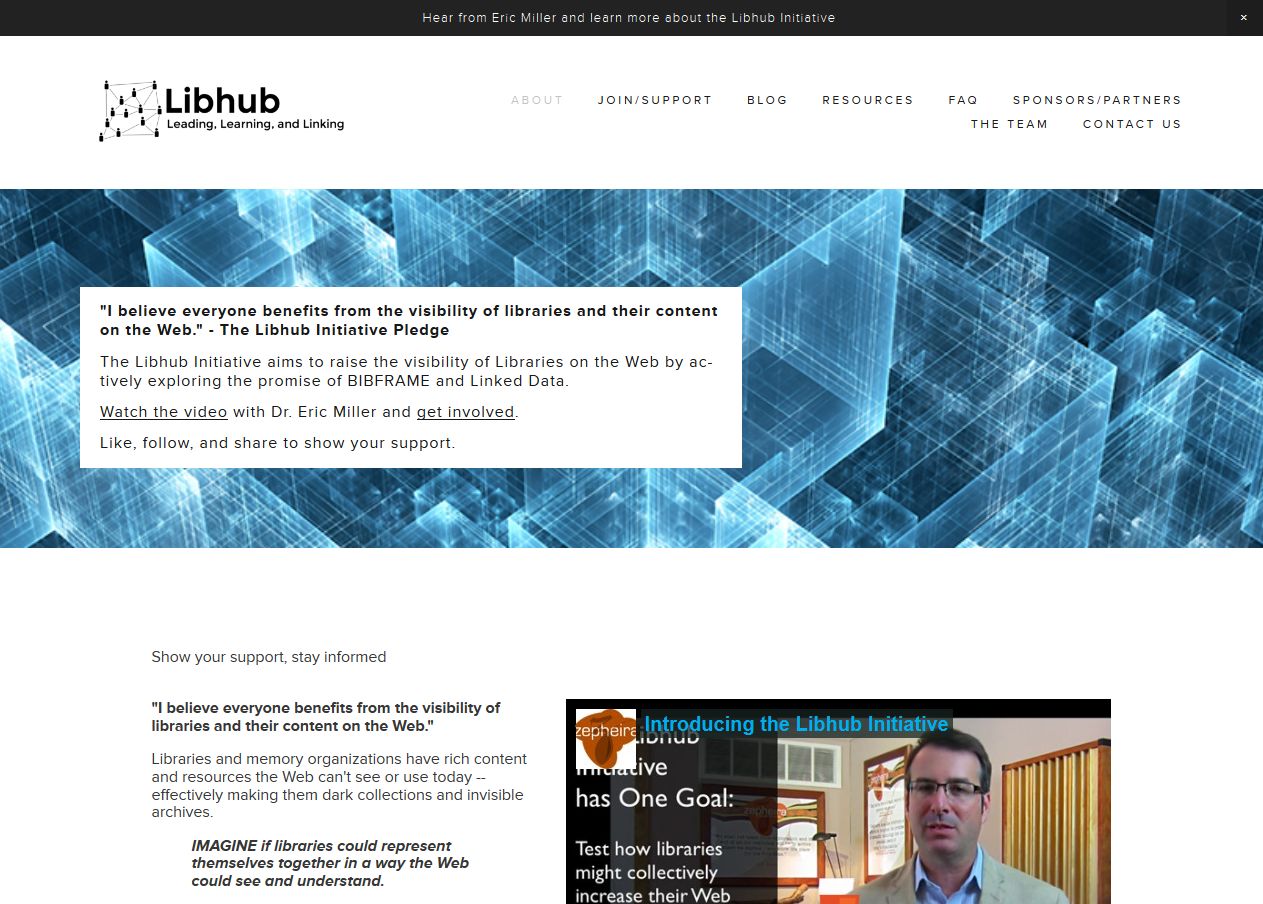 Hear from Eric Miller and learn more about the Libhub Initiative ×
Libhub
Leading, Learning, and Linking
ABOUT JOIN/SUPPORT BLOG RESOURCES FAQ SPONSORS/PARTNERS
THE TEAM CONTACT US
"I believe everyone benefits from the visibility of libraries and their content
on the Web." - The Libhub Initiative Pledge
The Libhub Initiative aims to raise the visibility of Libraries on the Web by ac-
tively exploring the promise of BIBFRAME and Linked Data.
Watch the video with Dr. Eric Miller and get involved.
Like, follow, and share to show your support.
Show your support, stay informed
"I believe everyone benefits from the visibility of
libraries and their content on the Web."
Libraries and memory organizations have rich content
and resources the Web can't see or use today --
effectively making them dark collections and invisible
archives.
IMAGINE if libraries could represent
themselves together in a way the Web
could see and understand.
zepheira
Introducing the Libhub Initiative
Libhub
Initiative
has One Goal:
Test how libraries
might collectively
increase their Web
zepheira